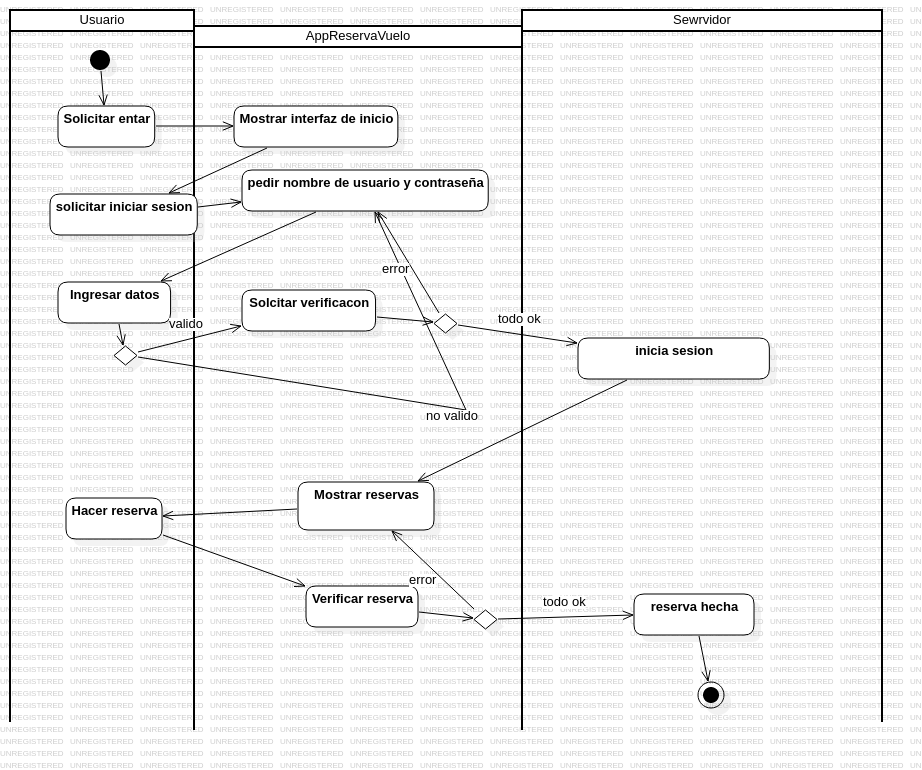 Usuario
AppReservaVuelo
Sewrvidor
Solicitar entar
Mostrar interfaz de inicio
pedir nombre de usuario y contraseña
solicitar iniciar sesion
error
Ingresar datos
Solcitar verificacon
valido
todo ok
inicia sesion
no valido
Mostrar reservas
Hacer reserva
error
Verificar reserva
todo ok
reserva hecha
UNREGISTERED